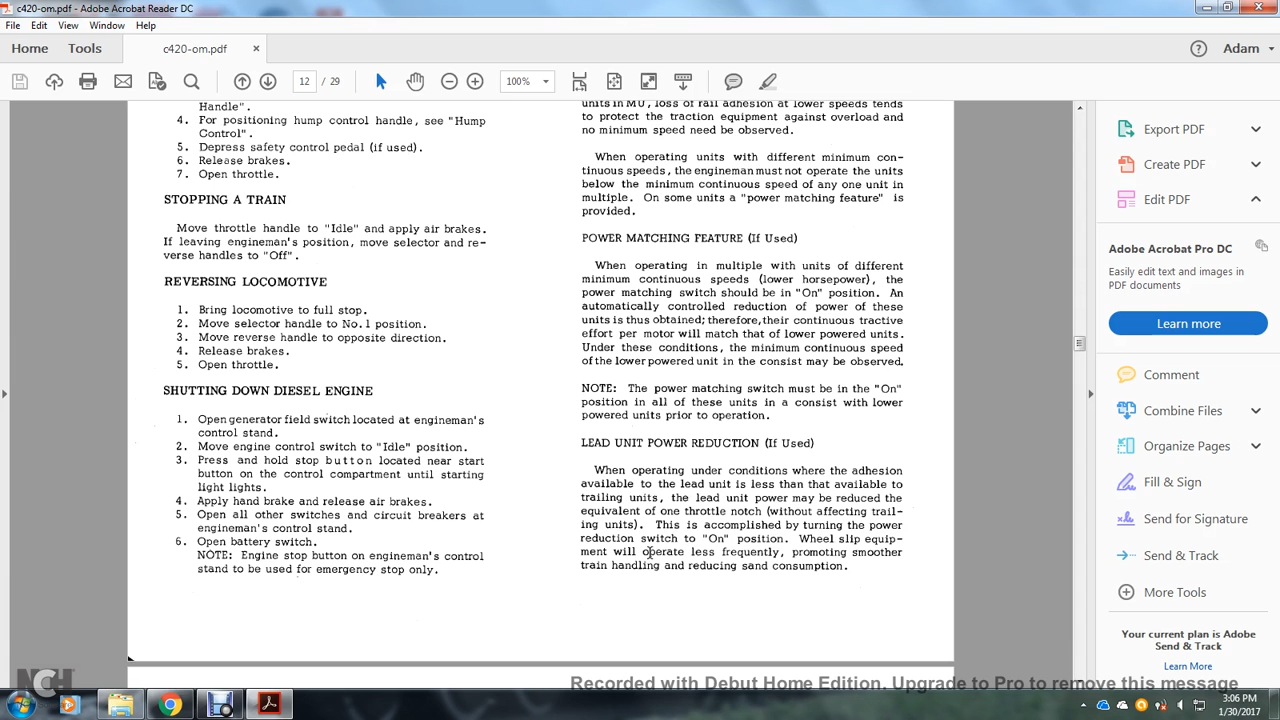 c420-om.pdf - Adobe Acrobat Reader DC
File Edit View Window Help
Home Tools c420-om.pdf × Adam
12 / 29 100%
Handle".
4. For positioning hump control handle, see "Hump
Control".
5. Depress safety control pedal (if used).
6. Release brakes.
7. Open throttle.
STOPPING A TRAIN
Move throttle handle to "Idle" and apply air brakes.
If leaving engineman's position, move selector and re-
verse handles to "Off".
REVERSING LOCOMOTIVE
1. Bring locomotive to full stop.
2. Move selector handle to No. 1 position.
3. Move reverse handle to opposite direction.
4. Release brakes.
5. Open throttle.
SHUTTING DOWN DIESEL ENGINE
1. Open generator field switch located at engineman's
control stand.
2. Move engine control switch to "Idle" position.
3. Press and hold stop button located near start
button on the control compartment until starting
light lights.
4. Apply hand brake and release air brakes.
5. Open all other switches and circuit breakers at
engineman's control stand.
6. Open battery switch.
NOTE: Engine stop button on engineman's control
stand to be used for emergency stop only.
units in MU, loss of rail adhesion at lower speeds tends
to protect the traction equipment against overload and
no minimum speed need be observed.
When operating units with different minimum con-
tinuous speeds, the engineman must not operate the units
below the minimum continuous speed of any one unit in
multiple. On some units a "power matching feature" is
provided.
POWER MATCHING FEATURE (If Used)
When operating in multiple with units of different
minimum continuous speeds (lower horsepower), the
power matching switch should be in "On" position. An
automatically controlled reduction of power of these
units is thus obtained; therefore, their continuous tractive
effort per motor will match that of lower powered units.
Under these conditions, the minimum continuous speed
of the lower powered unit in the consist may be observed.
NOTE: The power matching switch must be in the "On"
position in all of these units in a consist with lower
powered units prior to operation.
LEAD UNIT POWER REDUCTION (If Used)
When operating under conditions where the adhesion
available to the lead unit is less than that available to
trailing units, the lead unit power may be reduced the
equivalent of one throttle notch (without affecting trail-
ing units). This is accomplished by turning the power
reduction switch to "On" position. Wheel slip equip-
ment will operate less frequently, promoting smoother
train handling and reducing sand consumption.
Export PDF
Create PDF
Edit PDF
Adobe Acrobat Pro DC
Easily edit text and images in
PDF documents
Learn more
Comment
Combine Files
Organize Pages
Fill & Sign
Send for Signature
Send & Track
More Tools
Your current plan is Adobe
Send & Track
Learn More
NCH
Recorded with Debut Home Edition. Upgrade to Pro to remove this message
3:06 PM
1/30/2017